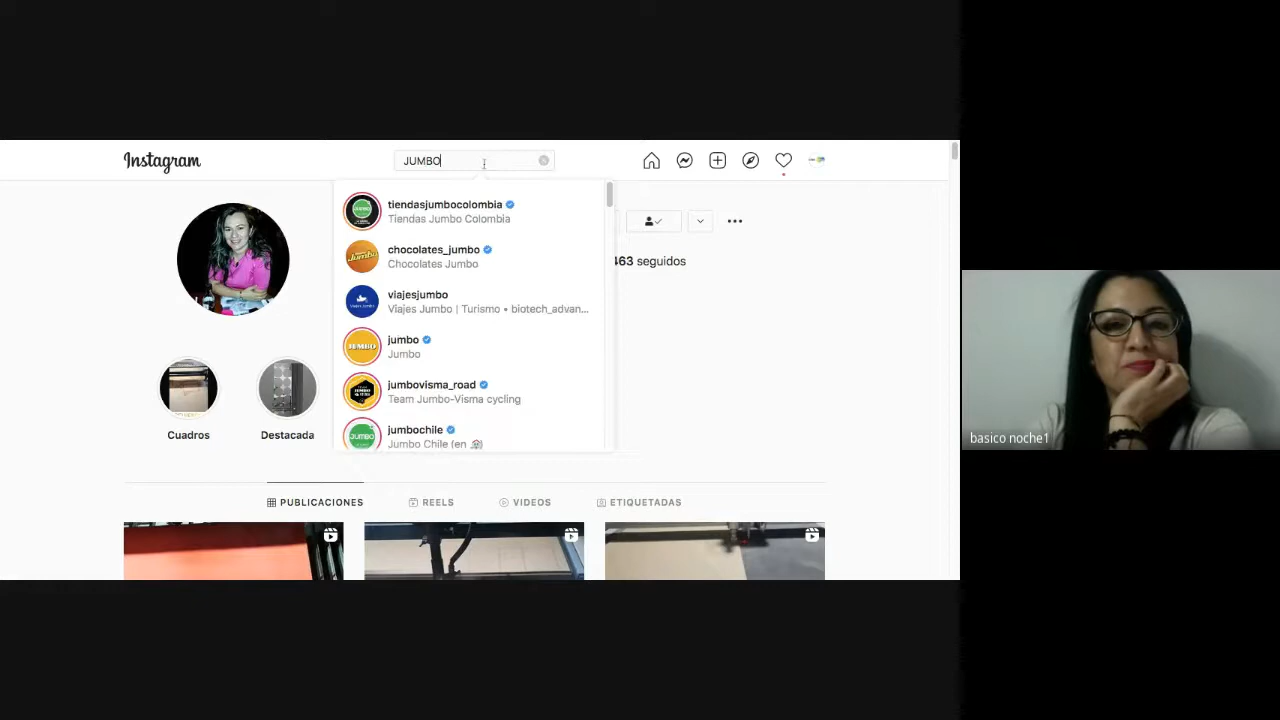 Instagram
JUMBO
tiendasjumbocolombia
Tiendas Jumbo Colombia
chocolates_jumbo
Chocolates Jumbo
viajesjumbo
Viajes Jumbo | Turismo • biotech_advan...
jumbo
Jumbo
jumbovisma_road
Team Jumbo-Visma cycling
jumbochile
Jumbo Chile (en
463 seguidos
Cuadros
Destacada
PUBLICACIONES
REELS
VIDEOS
ETIQUETADAS
basico noche1